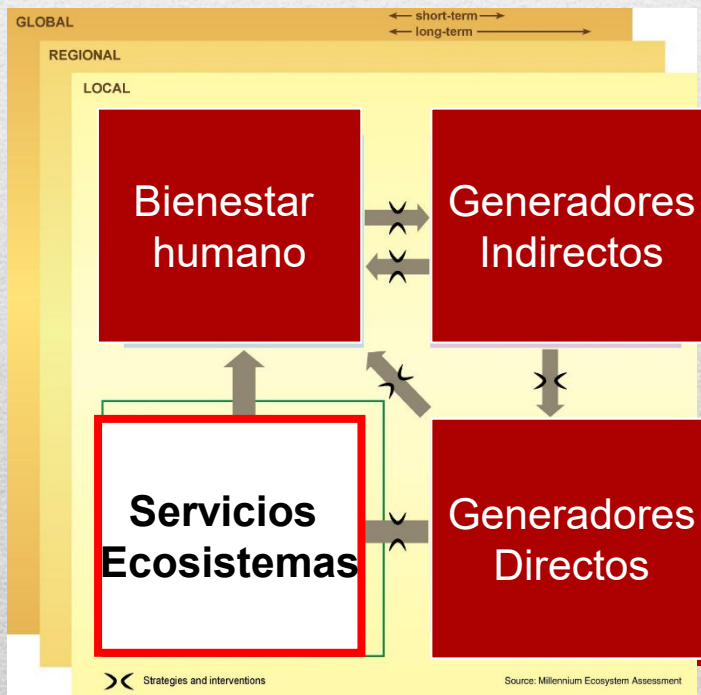 GLOBAL
short-term
long-term
REGIONAL
LOCAL
Bienestar
humano
Generadores
Indirectos
Servicios
Ecosistemas
Generadores
Directos
Strategies and interventions
Source: Millennium Ecosystem Assessment